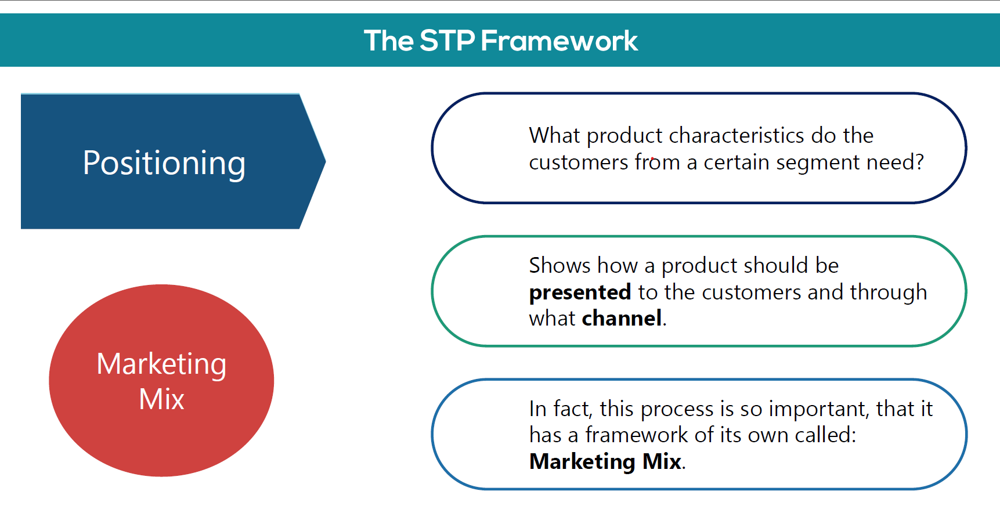 The STP Framework
Positioning
What product characteristics do the
customers from a certain segment need?
Shows how a product should be
presented to the customers and through
what channel.
Marketing
Mix
In fact, this process is so important, that it
has a framework of its own called:
Marketing Mix.